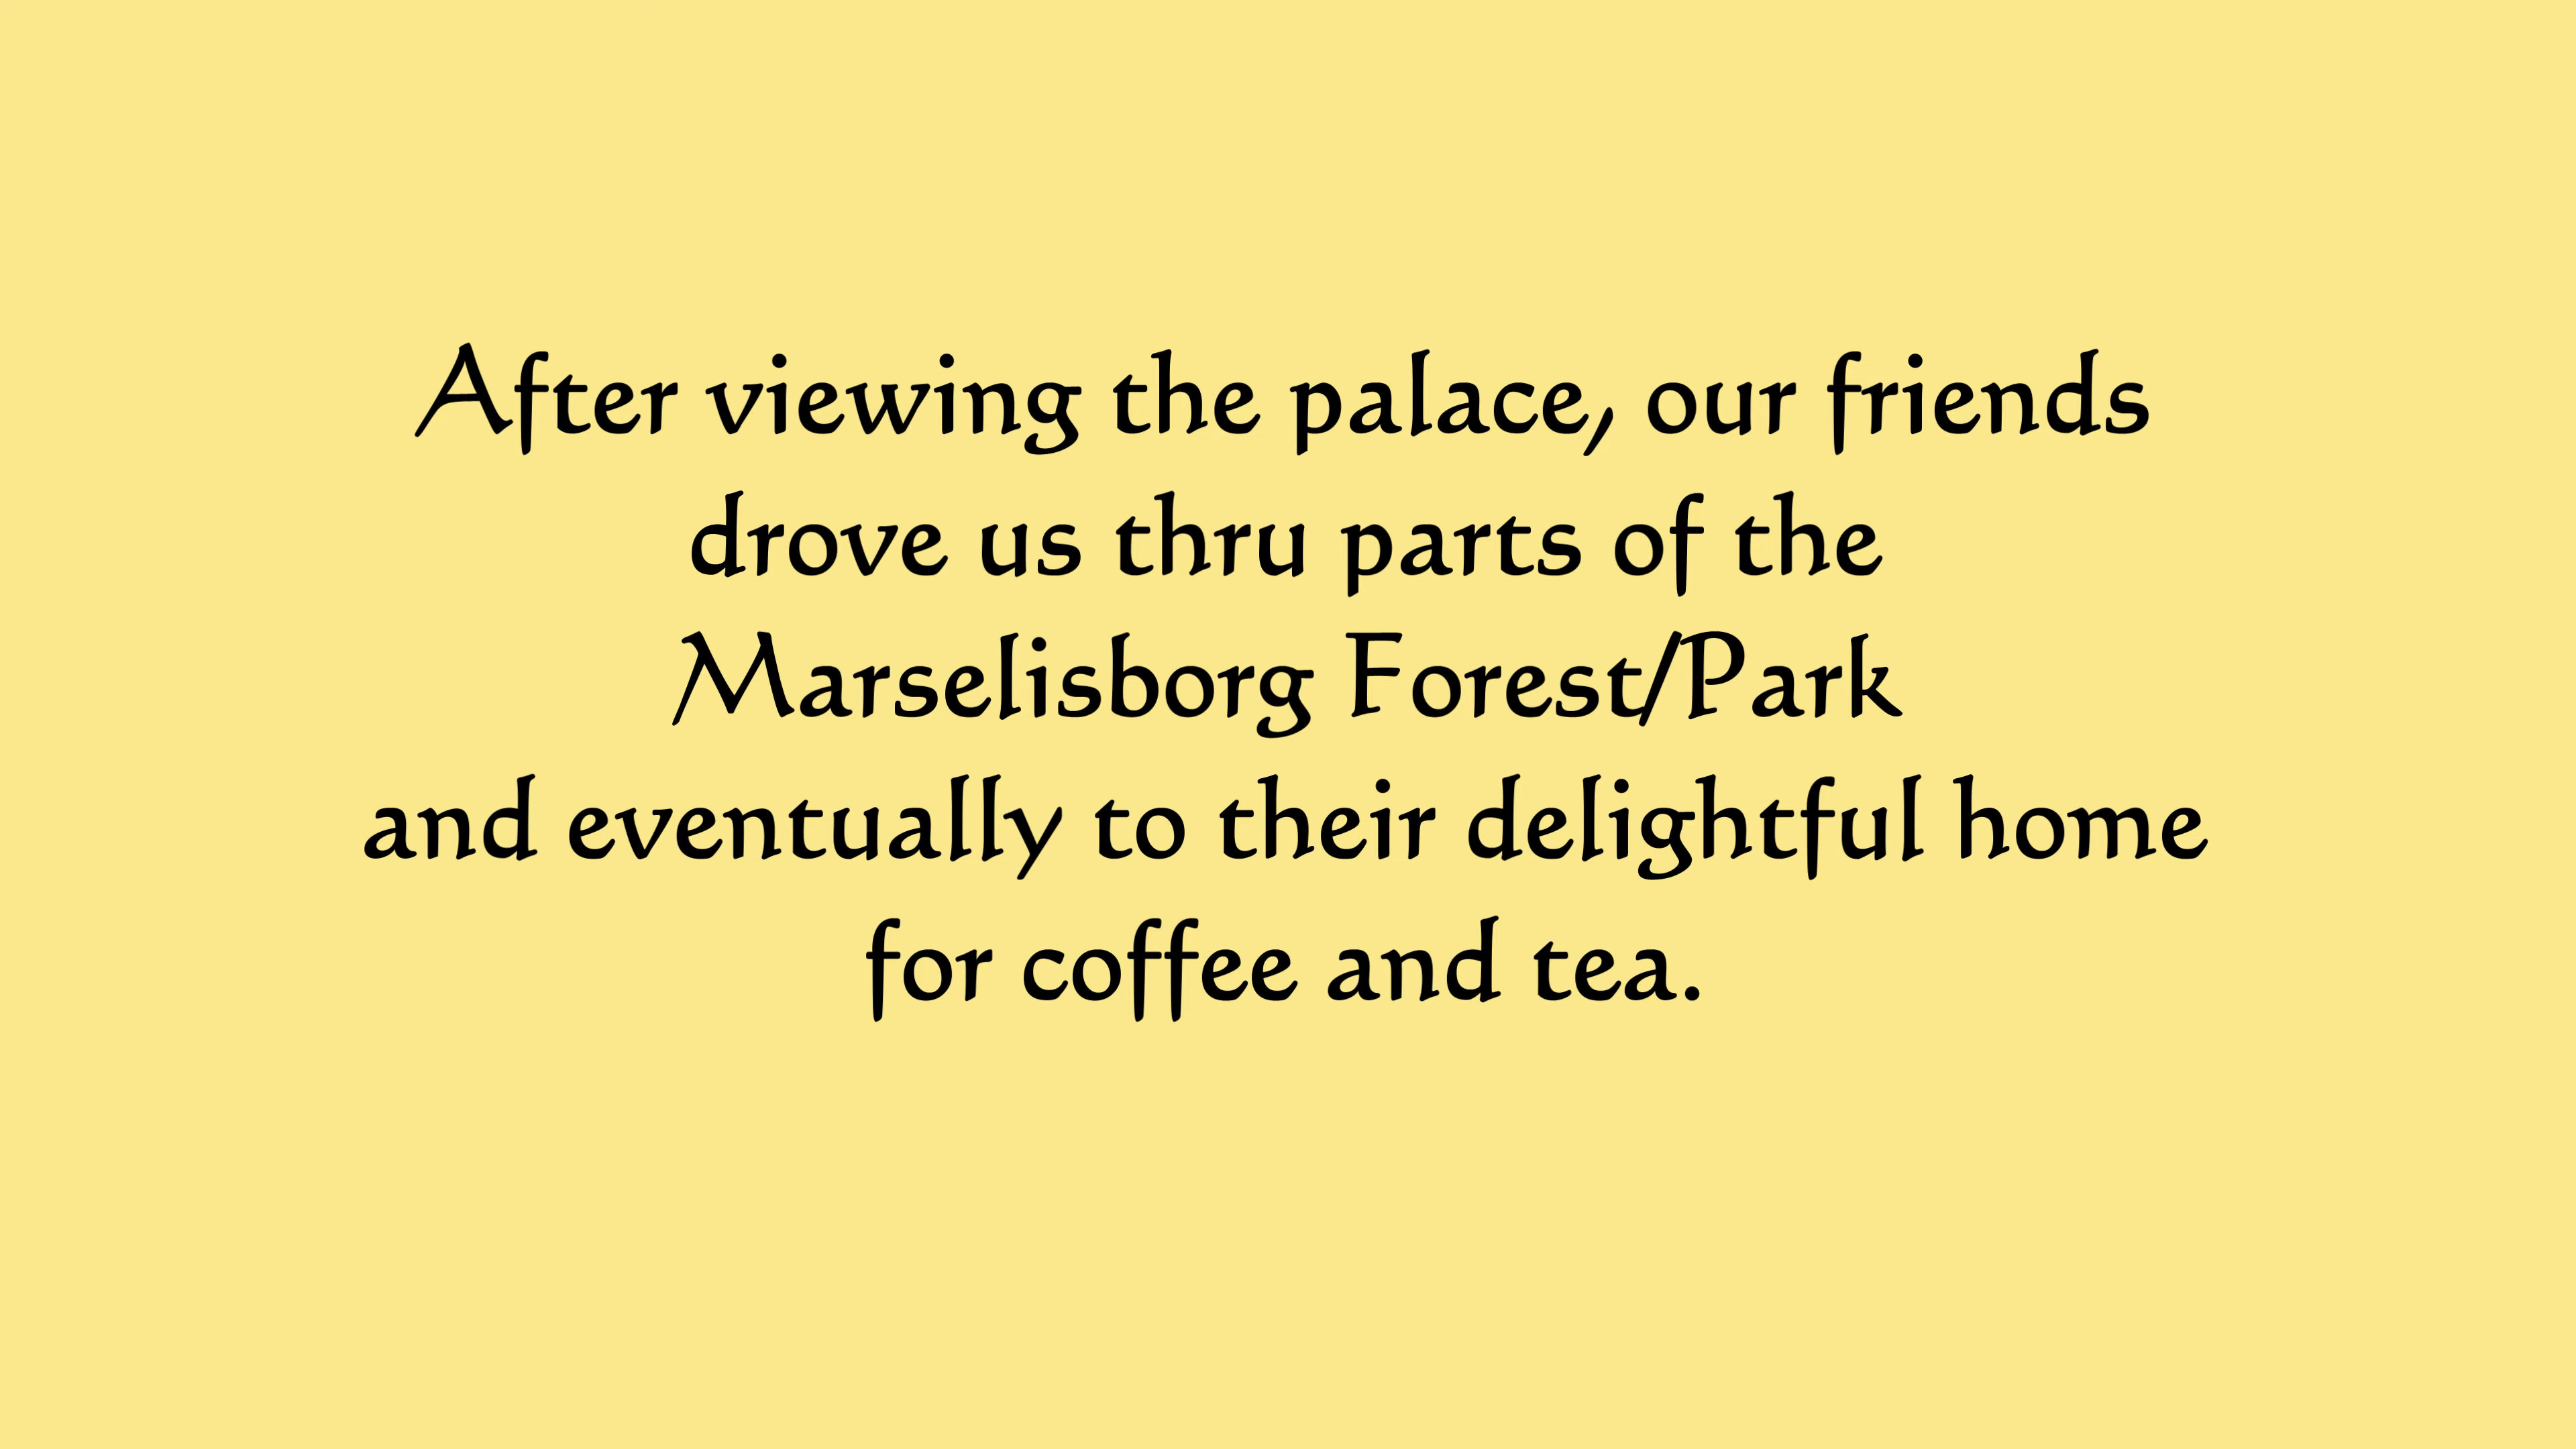 After viewing the palace, our friends
drove us thru parts of the
Marselisborg Forest/Park
and eventually to their delightful home
for coffee and tea.